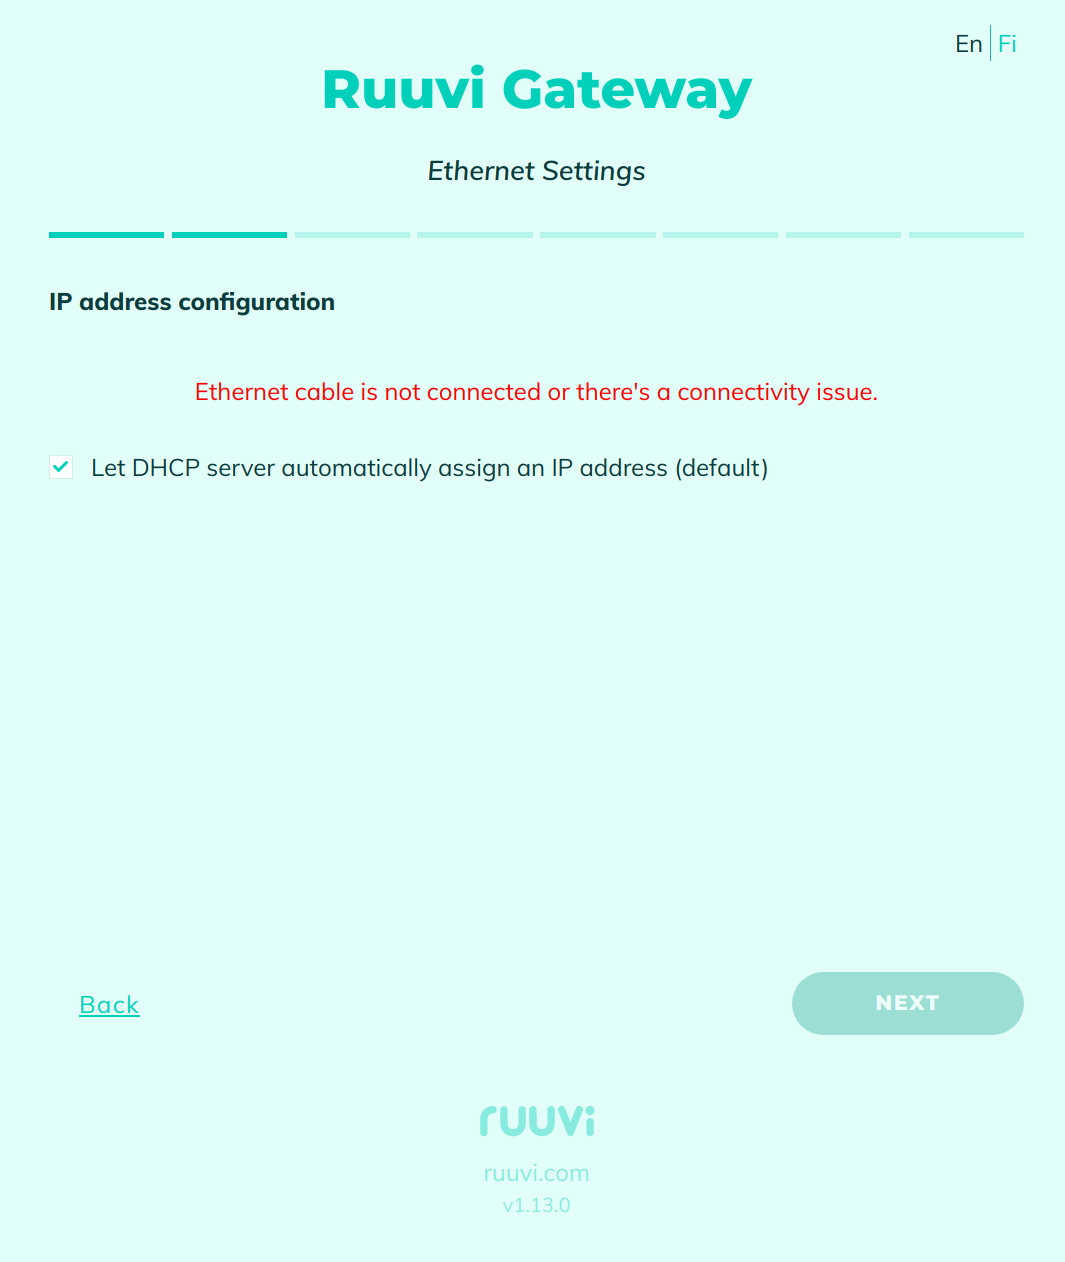 En Fi
Ruuvi Gateway
Ethernet Settings
IP address configuration
Ethernet cable is not connected or there's a connectivity issue.
Let DHCP server automatically assign an IP address (default)
Back
NEXT
ruuvi
ruuvi.com
v1.13.0